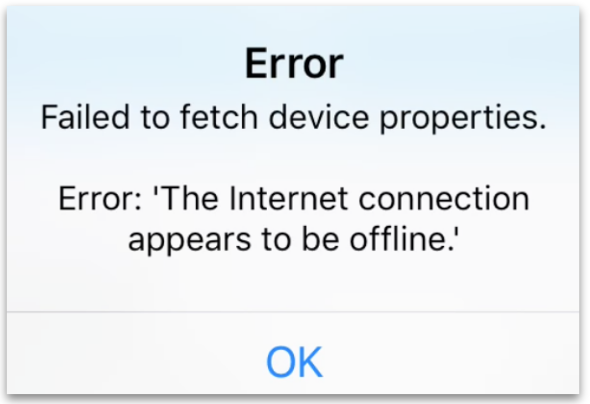 Error
Failed to fetch device properties.
Error: 'The Internet connection
appears to be offline.'
OK